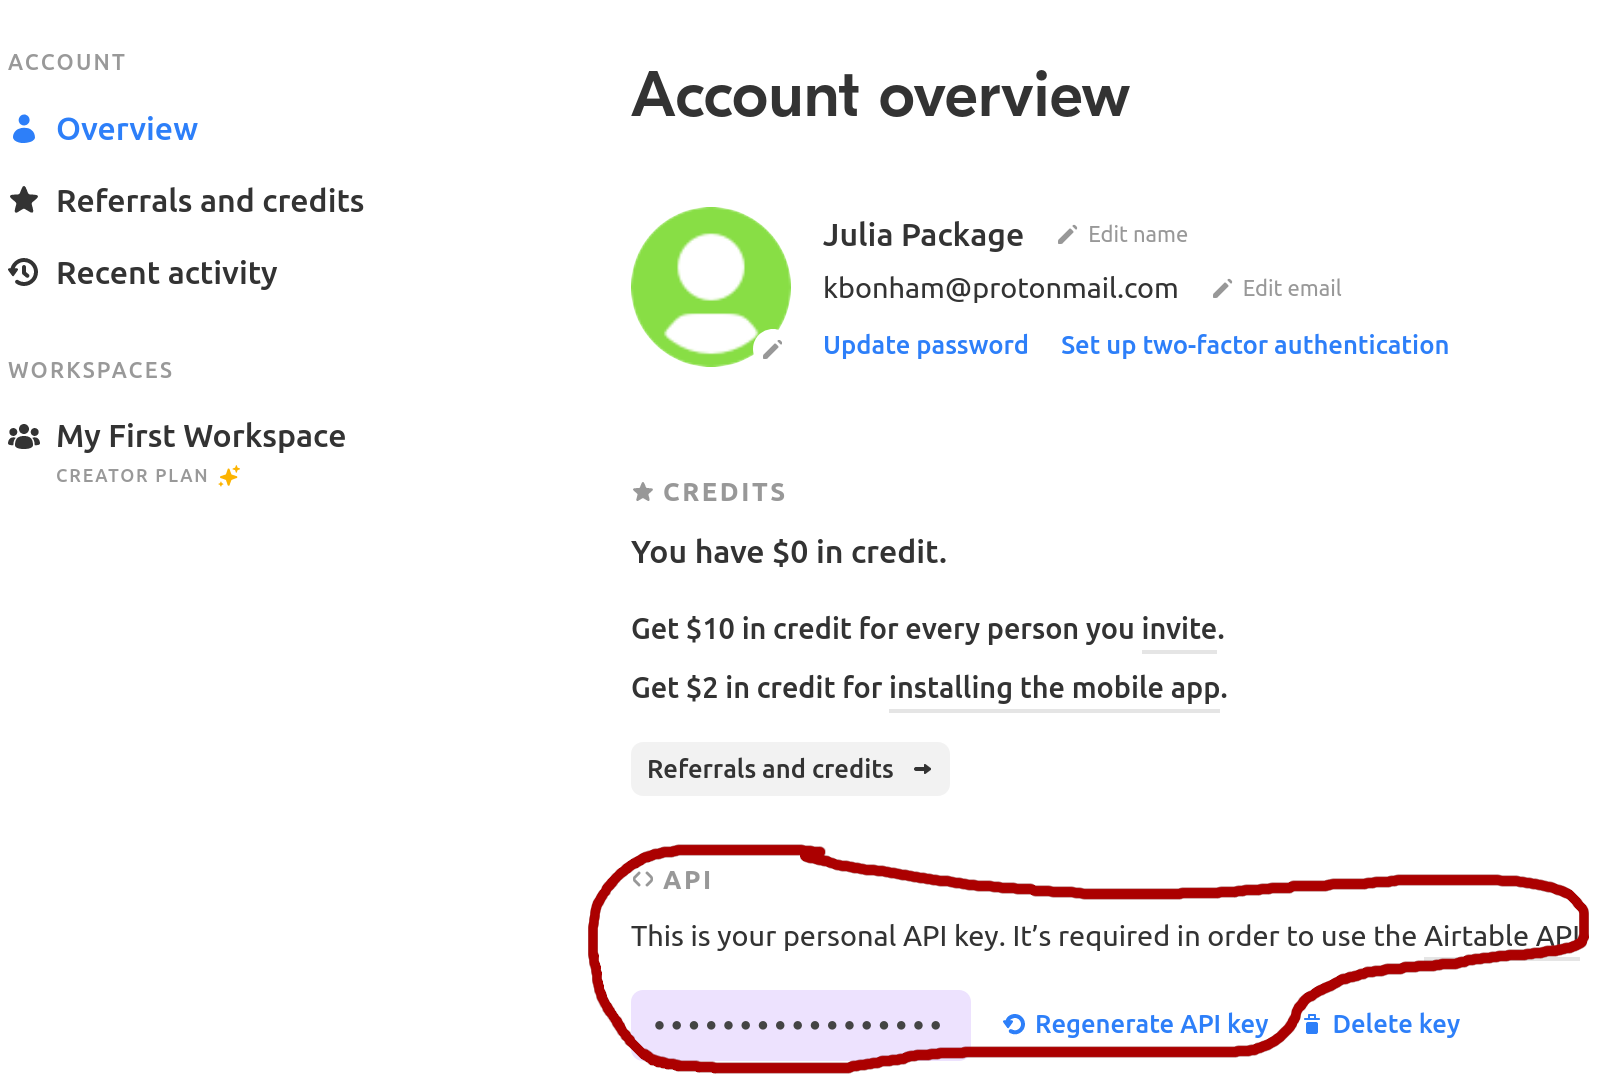 ACCOUNT
Overview
Referrals and credits
Recent activity
WORKSPACES
My First Workspace
CREATOR PLAN
Account overview
Julia Package Edit name
kbonham@protonmail.com Edit email
Update password Set up two-factor authentication
CREDITS
You have $0 in credit.
Get $10 in credit for every person you invite.
Get $2 in credit for installing the mobile app.
Referrals and credits →
<> API
This is your personal API key. It’s required in order to use the Airtable API
•••••••••••••••••
Regenerate API key Delete key